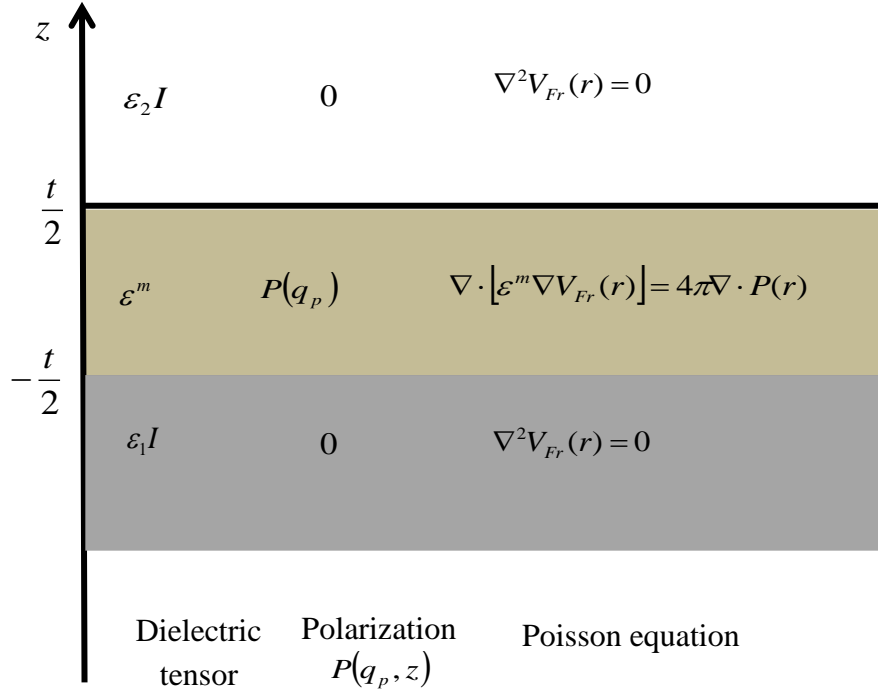 z
ε₂I 0 ∇²V_Fr(r) = 0
t/2
ε^m P(q_p) ∇·⌊ε^m∇V_Fr(r)⌋ = 4π∇·P(r)
−t/2
ε₁I 0 ∇²V_Fr(r) = 0
Dielectric tensor
Polarization
P(q_p, z)
Poisson equation